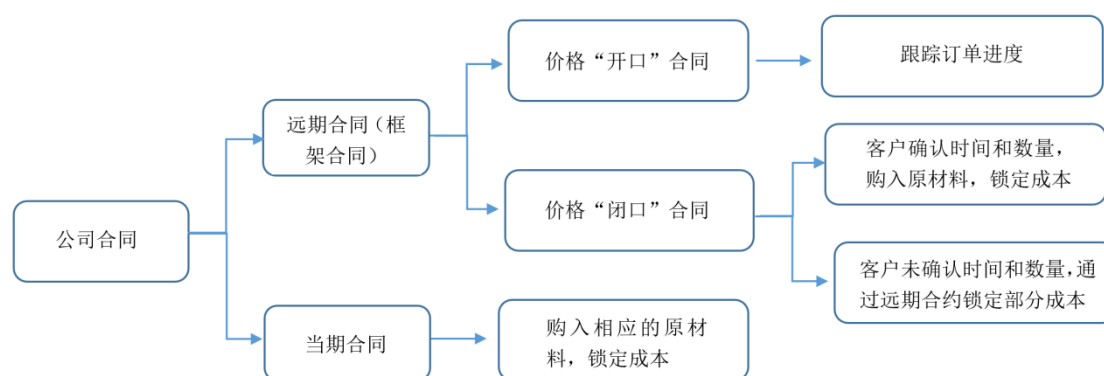 公司合同
远期合同（框
架合同）
当期合同
价格“开口”合同
价格“闭口”合同
购入相应的原材
料，锁定成本
跟踪订单进度
客户确认时间和数量，
购入原材料，锁定成本
客户未确认时间和数量，通
过远期合约锁定部分成本